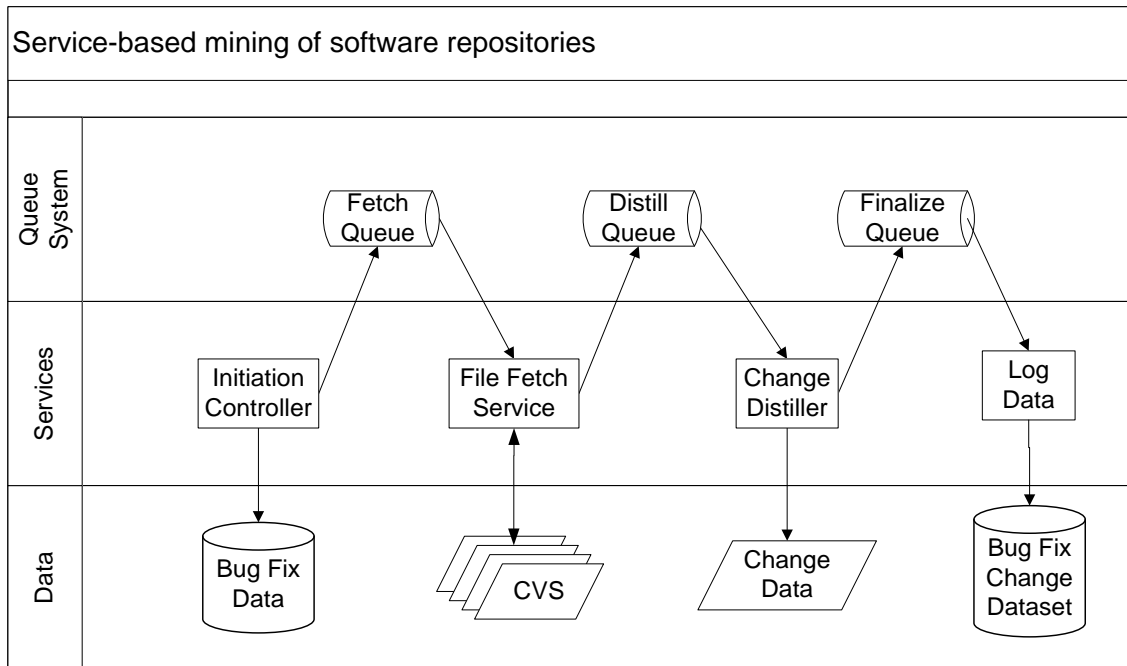 Service-based mining of software repositories
Queue
System
Fetch
Queue
Distill
Queue
Finalize
Queue
Services
Initiation
Controller
File Fetch
Service
Change
Distiller
Log
Data
Data
Bug Fix
Data
CVS
Change
Data
Bug Fix
Change
Dataset